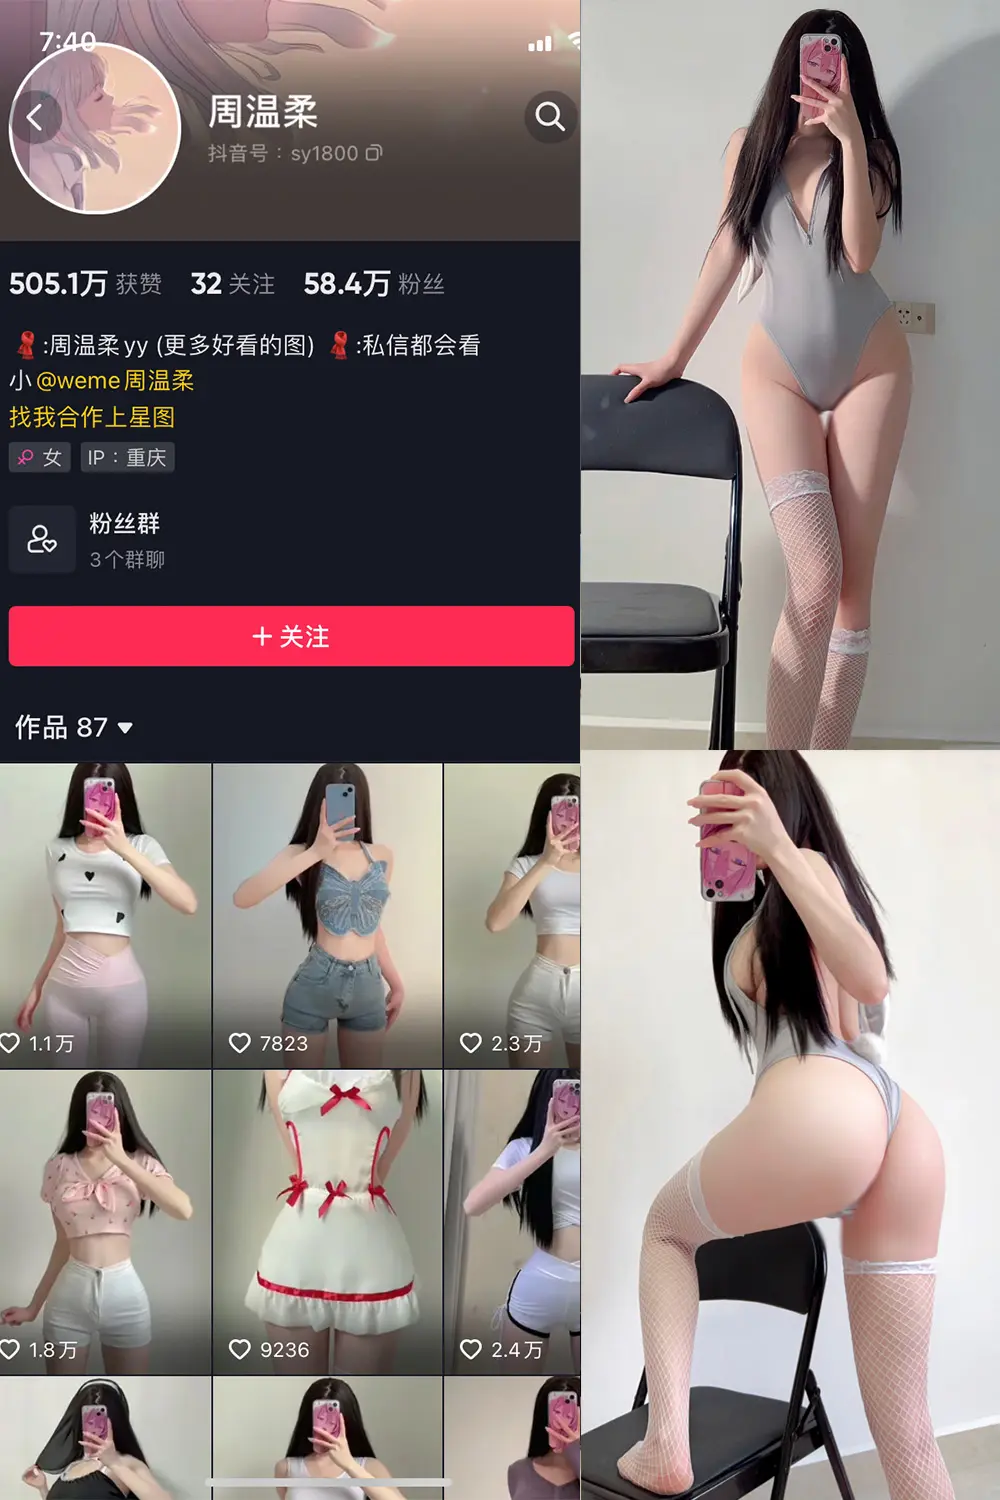 7:40
周温柔
抖音号：sy1800
505.1万 获赞 32 关注 58.4万 粉丝
:周温柔yy (更多好看的图) :私信都会看
小@weme周温柔
找我合作上星图
女 IP：重庆
粉丝群
3个群聊
+ 关注
作品 87
1.1万 7823 2.3万
1.8万 9236 2.4万